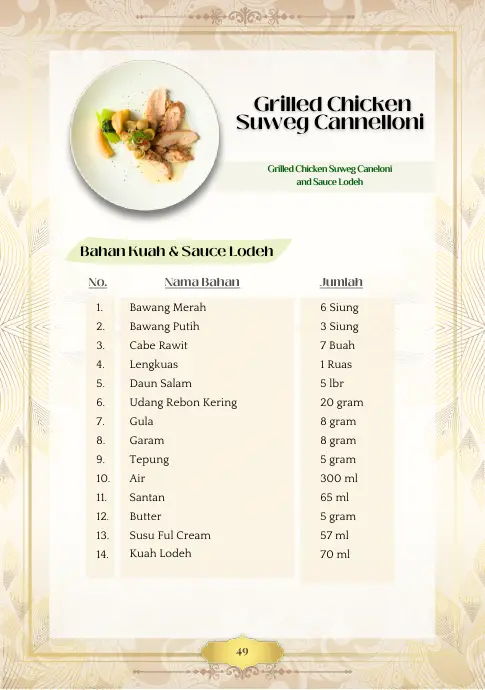 Grilled Chicken
Suweg Cannelloni
Grilled Chicken Suweg Caneloni
and Sauce Lodeh
Bahan Kuah & Sauce Lodeh
No. Nama Bahan Jumlah
1. Bawang Merah 6 Siung
2. Bawang Putih 3 Siung
3. Cabe Rawit 7 Buah
4. Lengkuas 1 Ruas
5. Daun Salam 5 lbr
6. Udang Rebon Kering 20 gram
7. Gula 8 gram
8. Garam 8 gram
9. Tepung 5 gram
10. Air 300 ml
11. Santan 65 ml
12. Butter 5 gram
13. Susu Ful Cream 57 ml
14. Kuah Lodeh 70 ml
49